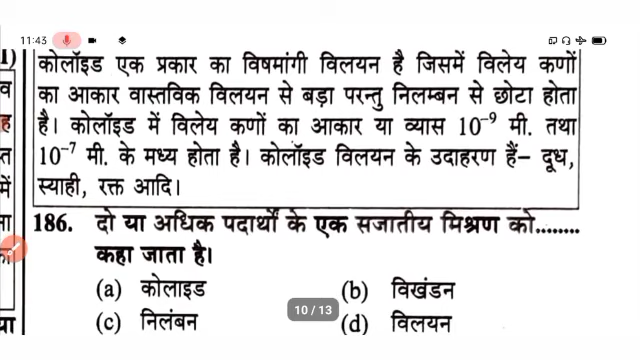 11:43
कोलॉइड एक प्रकार का विषमांगी विलयन है जिसमें विलेय कणों
का आकार वास्तविक विलयन से बड़ा परन्तु निलम्बन से छोटा होता
है। कोलॉइड में विलेय कणों का आकार या व्यास 10⁻⁹ मी. तथा
10⁻⁷ मी. के मध्य होता है। कोलॉइड विलयन के उदाहरण हैं– दूध,
स्याही, रक्त आदि।
186. दो या अधिक पदार्थों के एक सजातीय मिश्रण को........
कहा जाता है।
(a) कोलाइड (b) विखंडन
(c) निलंबन (d) विलयन
10 / 13